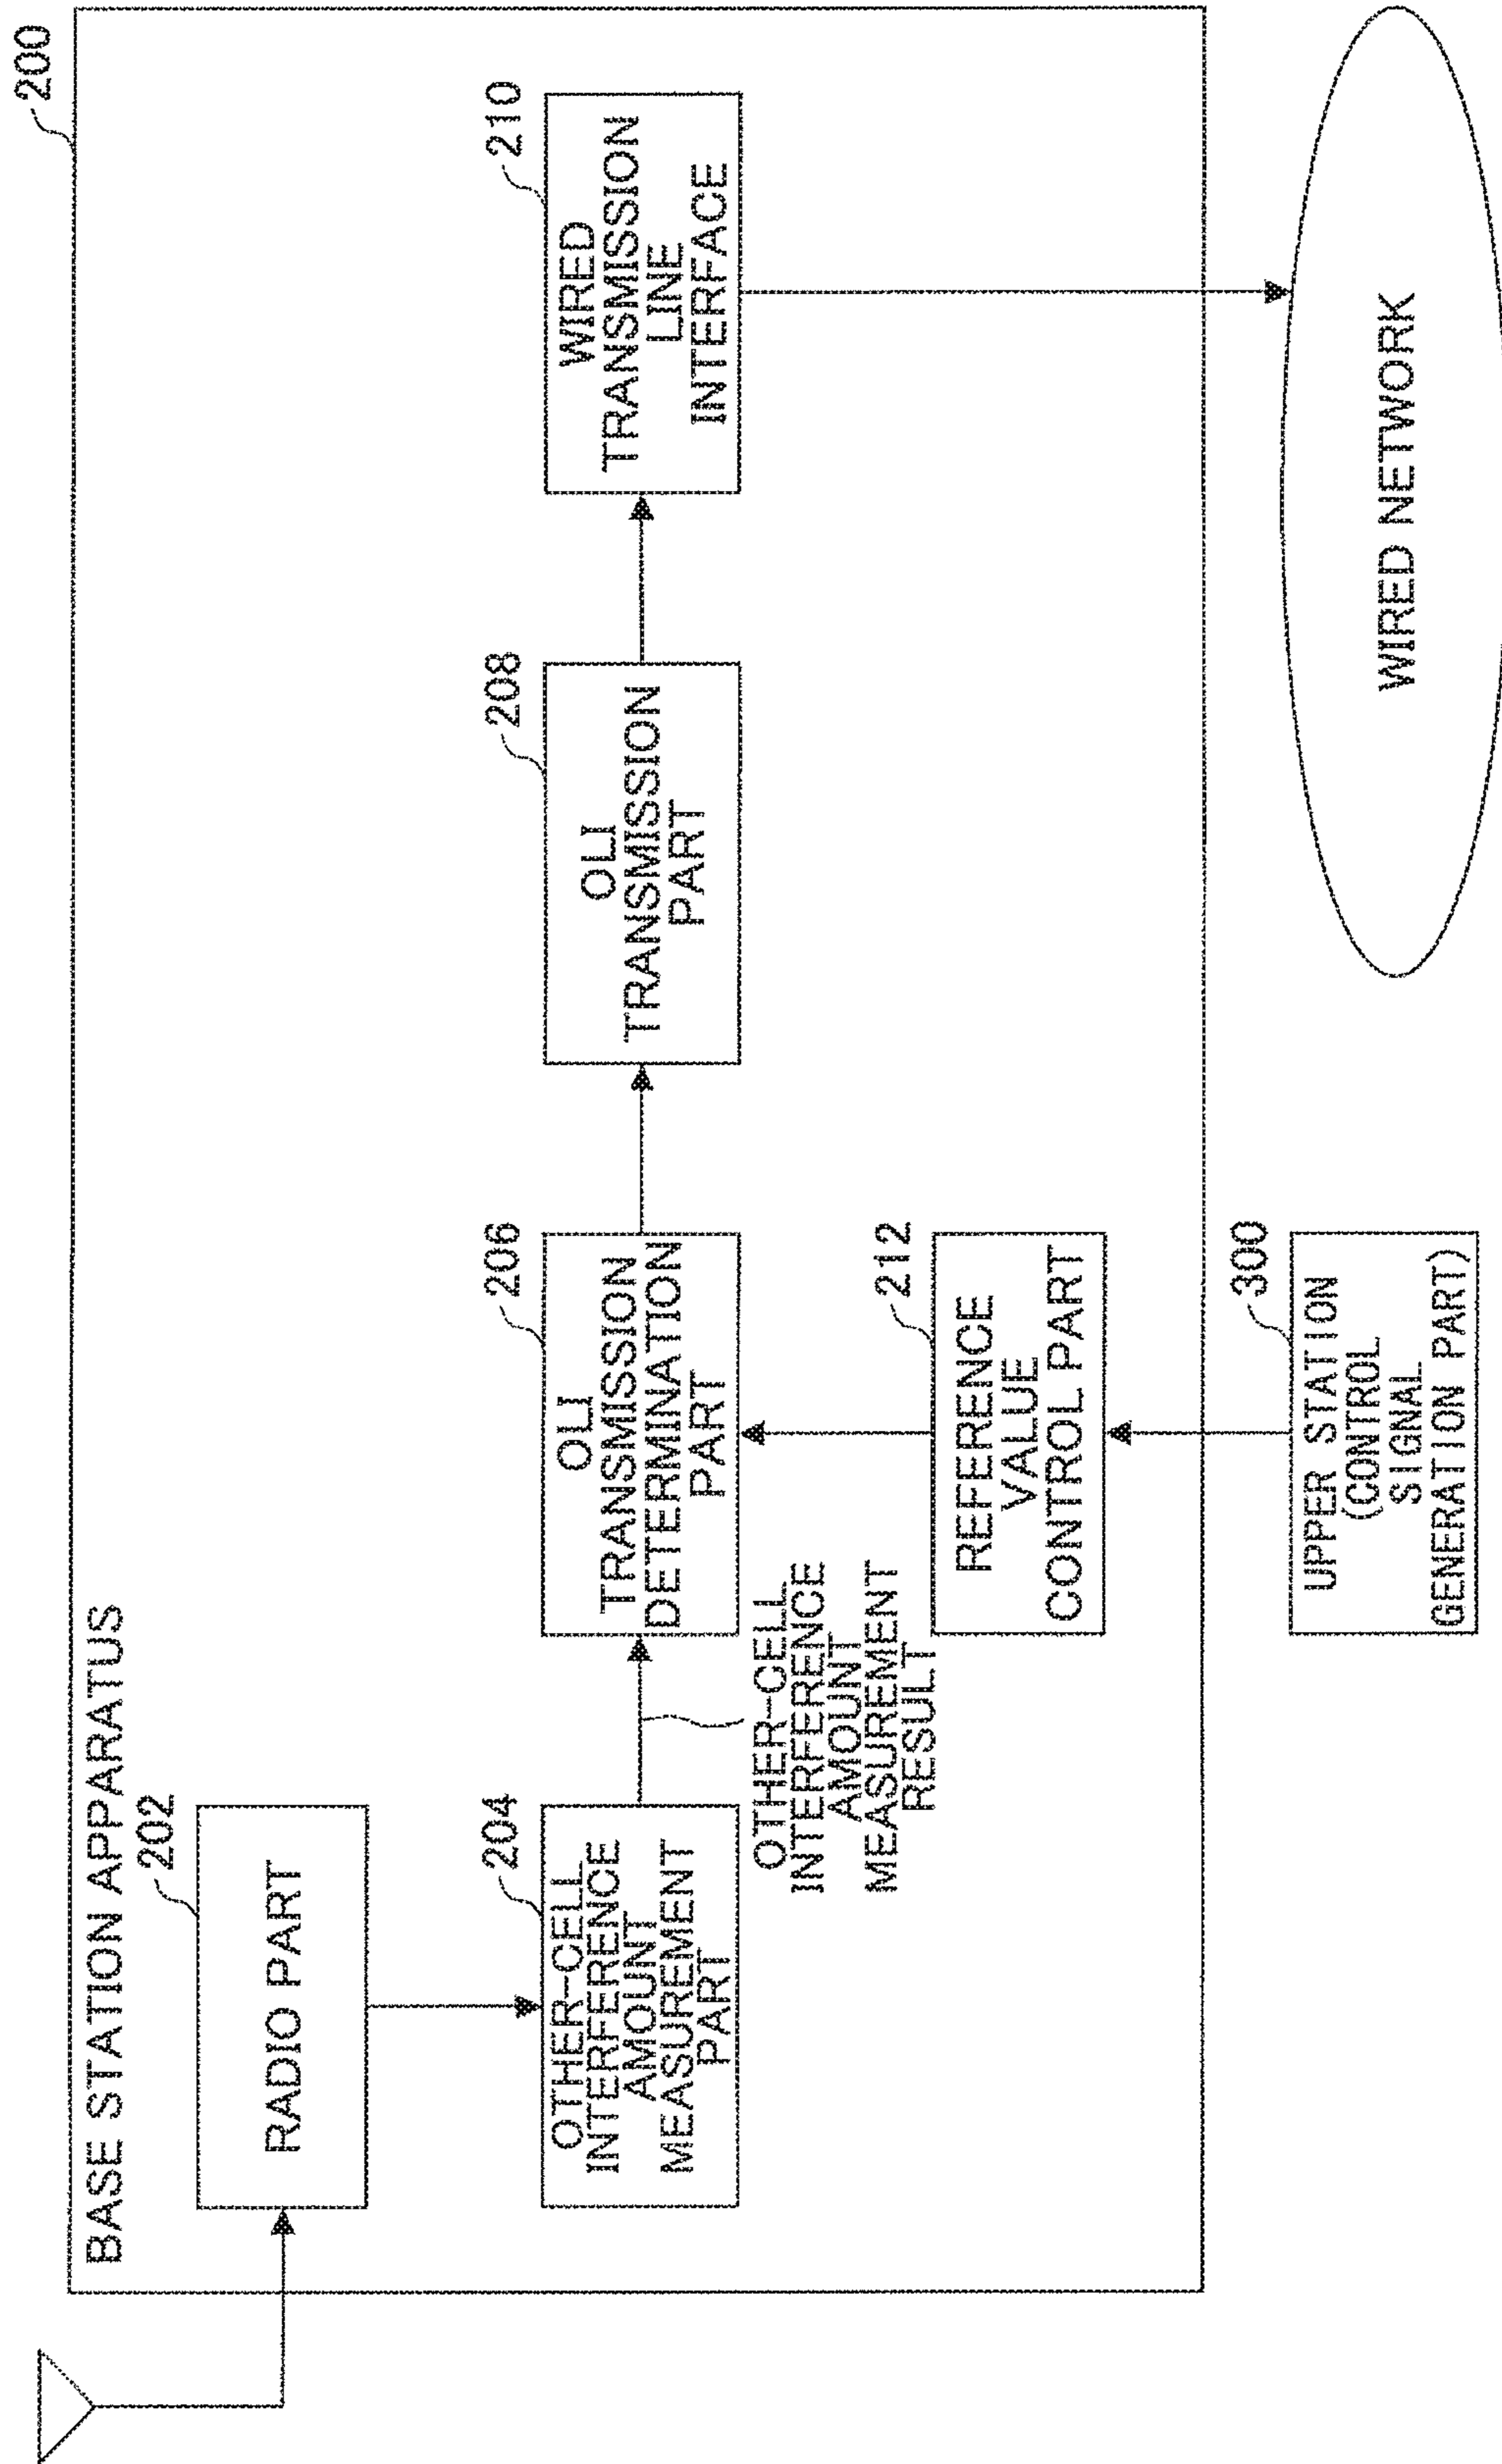 200
BASE STATION APPARATUS
202
RADIO PART
204
OTHER-CELL
INTERFERENCE
AMOUNT
MEASUREMENT
PART
OTHER-CELL
INTERFERENCE
AMOUNT
MEASUREMENT
RESULT
206
OLI
TRANSMISSION
DETERMINATION
PART
208
OLI
TRANSMISSION
PART
210
WIRED
TRANSMISSION
LINE
INTERFACE
212
REFERENCE
VALUE
CONTROL PART
300
UPPER STATION
(CONTROL
SIGNAL
GENERATION PART)
WIRED NETWORK